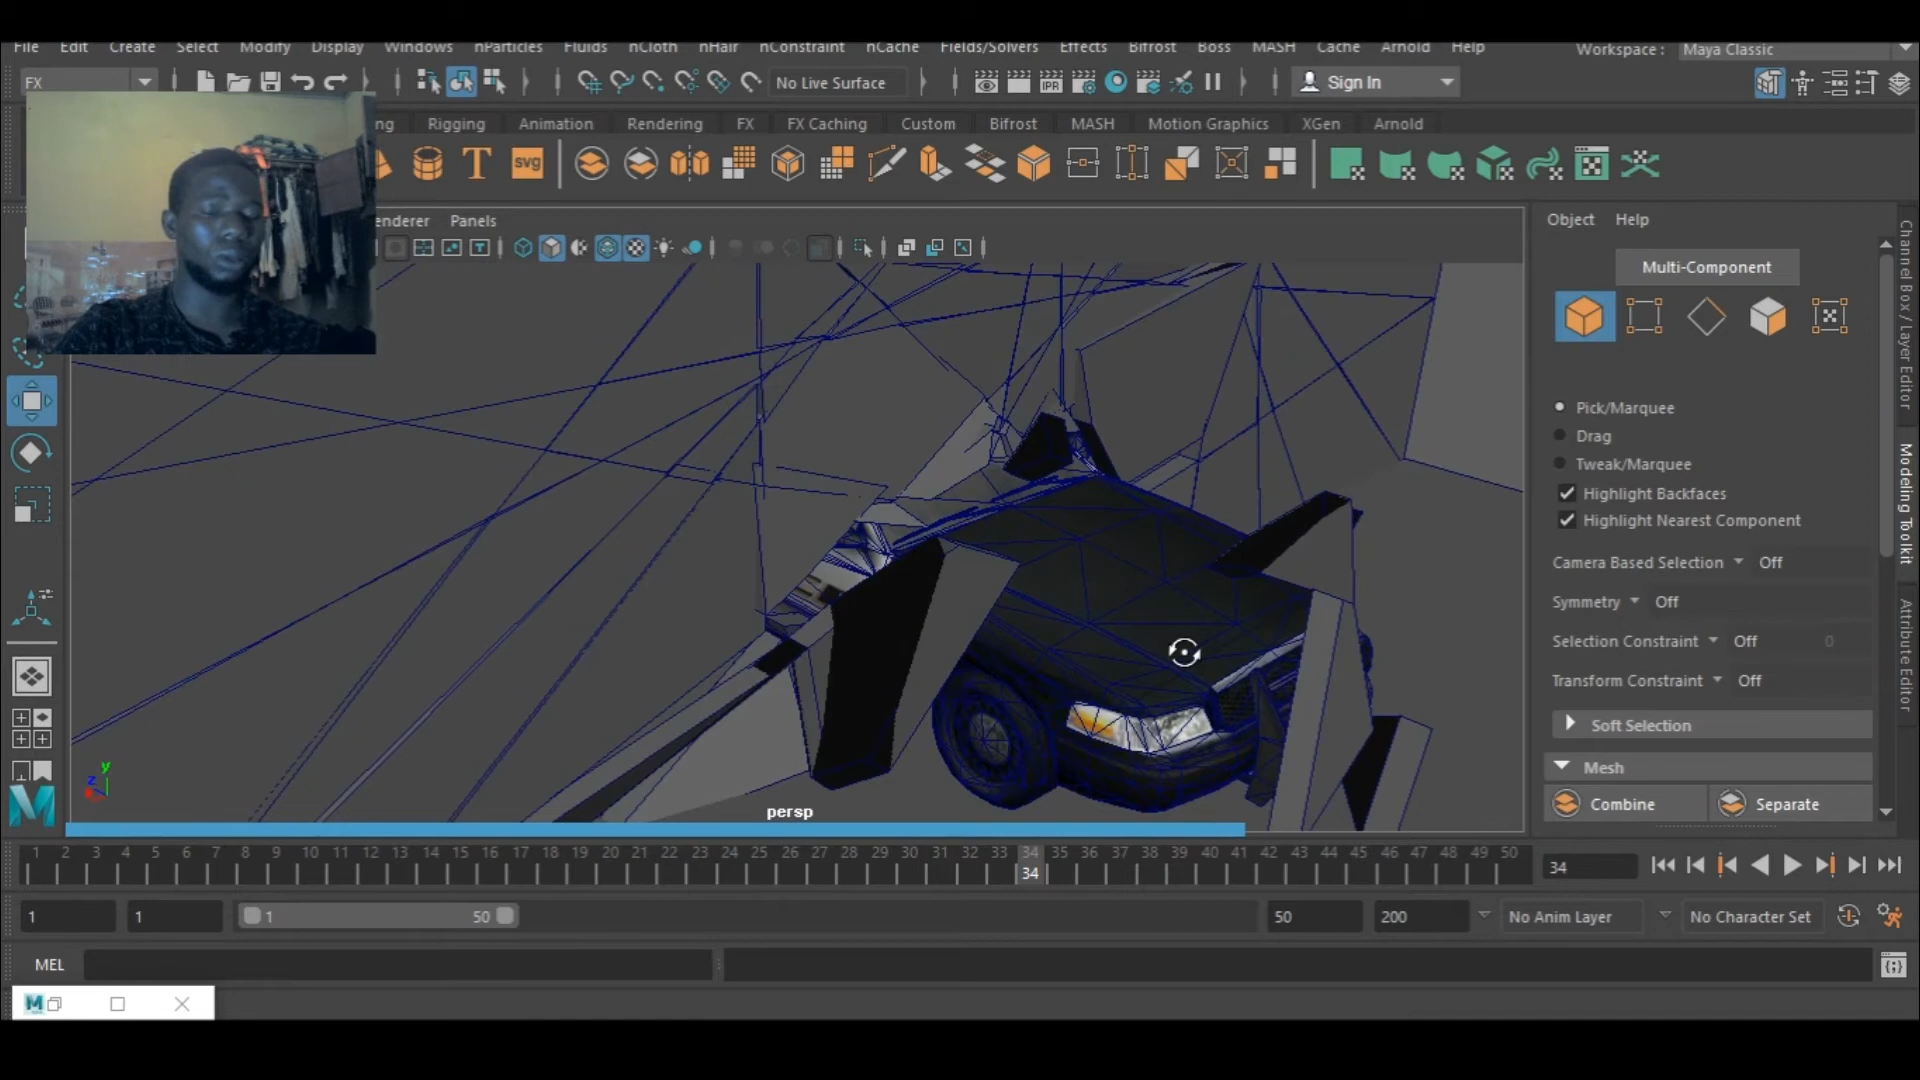 File Edit Create Select Modify Display Windows nParticles Fluids nCloth nHair nConstraint nCache Fields/Solvers Effects Bifrost Boss MASH Cache Arnold Help Workspace : Maya Classic
FX No Live Surface IPR Sign In
ng Rigging Animation Rendering FX FX Caching Custom Bifrost MASH Motion Graphics XGen Arnold
T svg
enderer Panels
Object Help
Multi-Component
Pick/Marquee
Drag
Tweak/Marquee
Highlight Backfaces
Highlight Nearest Component
Camera Based Selection Off
Symmetry Off
Selection Constraint Off 0
Transform Constraint Off
Soft Selection
Mesh
Combine Separate
Channel Box / Layer Editor
Modeling Toolkit
Attribute Editor
y
z
persp
1 2 3 4 5 6 7 8 9 10 11 12 13 14 15 16 17 18 19 20 21 22 23 24 25 26 27 28 29 30 31 32 33 34 35 36 37 38 39 40 41 42 43 44 45 46 47 48 49 50
34 34
1 1 1 50 50 200 No Anim Layer No Character Set
MEL
M